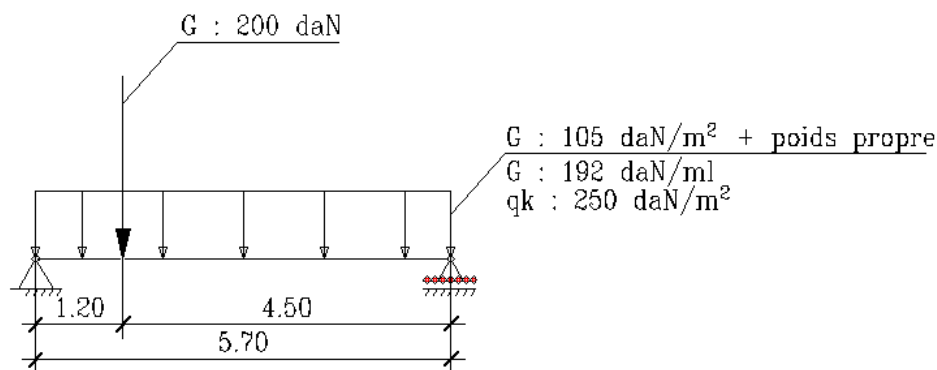 G : 200 daN
G : 105 daN/m² + poids propre
G : 192 daN/ml
qk : 250 daN/m²
1.20
4.50
5.70